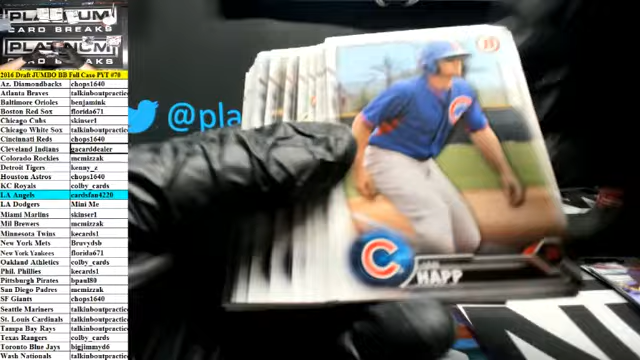 PLATINUM
CARD BREAKS
PLATINUM
CARD BREAKS
2016 Draft JUMBO BB Full Case PYT #70
Az. Diamondbacks chops1640
Atlanta Braves talkinboutpractice
Baltimore Orioles benjamink
Boston Red Sox florida671
Chicago Cubs skinser1
Chicago White Sox talkinboutpractice
Cincinnati Reds chops1640
Cleveland Indians gacarddealer
Colorado Rockies mcmizzak
Detroit Tigers kenny_z
Houston Astros chops1640
KC Royals colby_cards
LA Angels cardsfan4220
LA Dodgers Mini Me
Miami Marlins skinser1
Mil Brewers mcmizzak
Minnesota Twins kecards1
New York Mets Bruvydsb
New York Yankees florida671
Oakland Athletics colby_cards
Phil. Phillies kecards1
Pittsburgh Pirates bpaul80
San Diego Padres mcmizzak
SF Giants chops1640
Seattle Mariners talkinboutpractice
St. Louis Cardinals talkinboutpractice
Tampa Bay Rays talkinboutpractice
Texas Rangers colby_cards
Toronto Blue Jays bigjimmyd6
Wash Nationals talkinboutpractice
@pla
C
HAPP